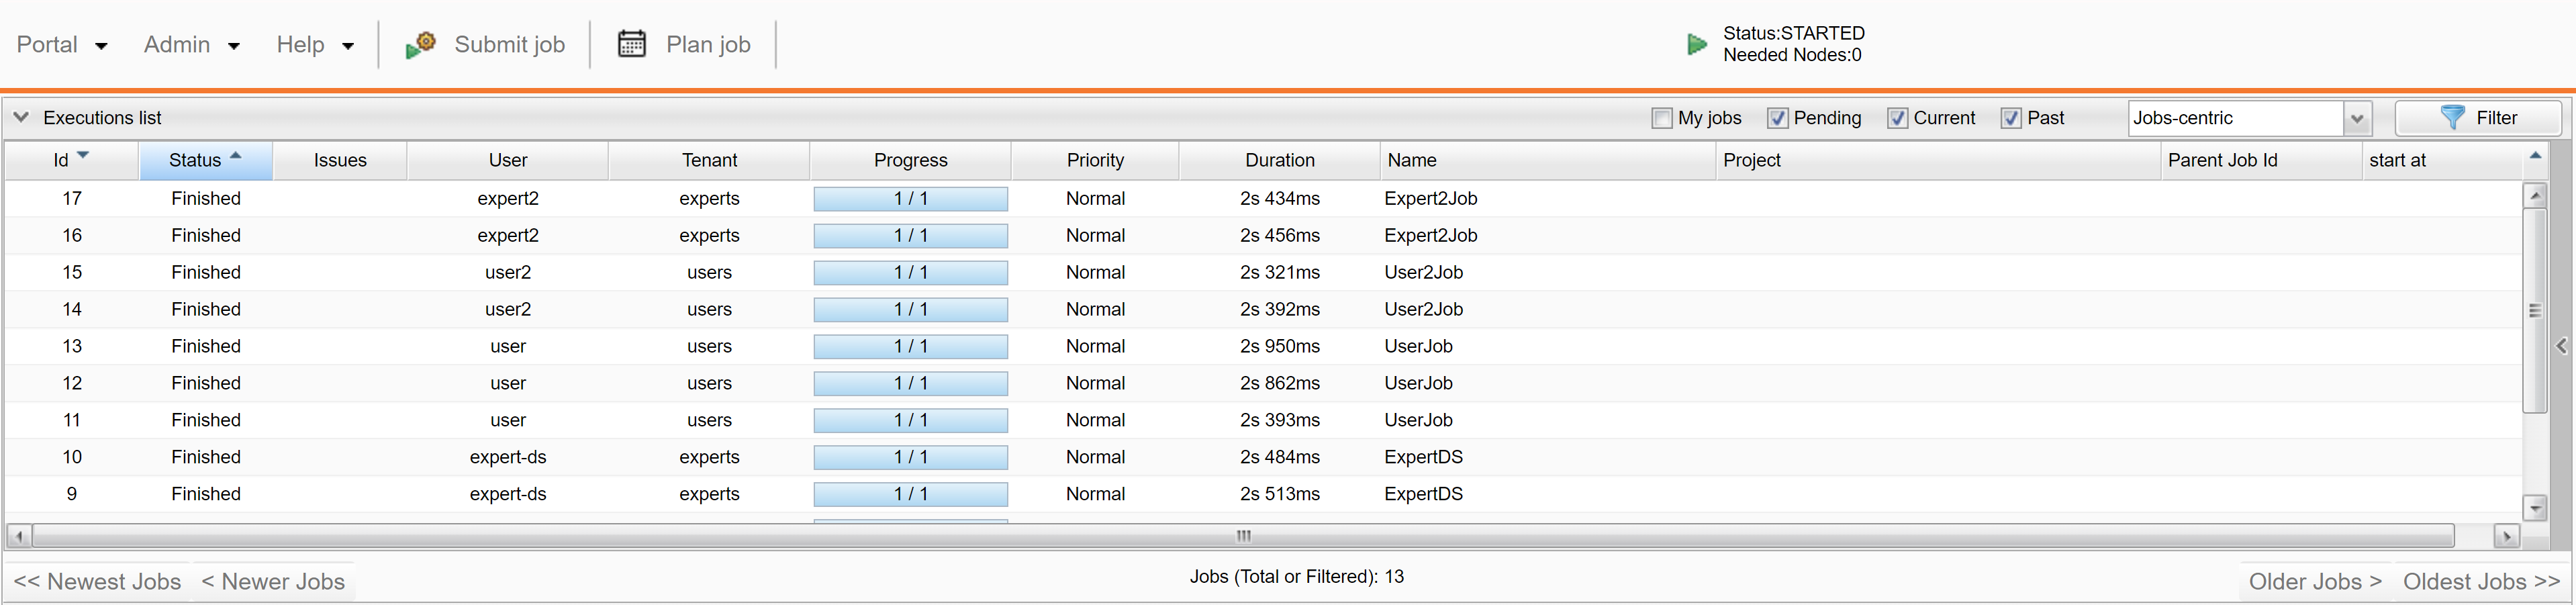 Portal Admin Help Submit job Plan job Status:STARTED
Needed Nodes:0
Executions list My jobs Pending Current Past Jobs-centric Filter
Id Status Issues User Tenant Progress Priority Duration Name Project Parent Job Id start at
17 Finished expert2 experts 1 / 1 Normal 2s 434ms Expert2Job
16 Finished expert2 experts 1 / 1 Normal 2s 456ms Expert2Job
15 Finished user2 users 1 / 1 Normal 2s 321ms User2Job
14 Finished user2 users 1 / 1 Normal 2s 392ms User2Job
13 Finished user users 1 / 1 Normal 2s 950ms UserJob
12 Finished user users 1 / 1 Normal 2s 862ms UserJob
11 Finished user users 1 / 1 Normal 2s 393ms UserJob
10 Finished expert-ds experts 1 / 1 Normal 2s 484ms ExpertDS
9 Finished expert-ds experts 1 / 1 Normal 2s 513ms ExpertDS
<< Newest Jobs < Newer Jobs Jobs (Total or Filtered): 13 Older Jobs > Oldest Jobs >>